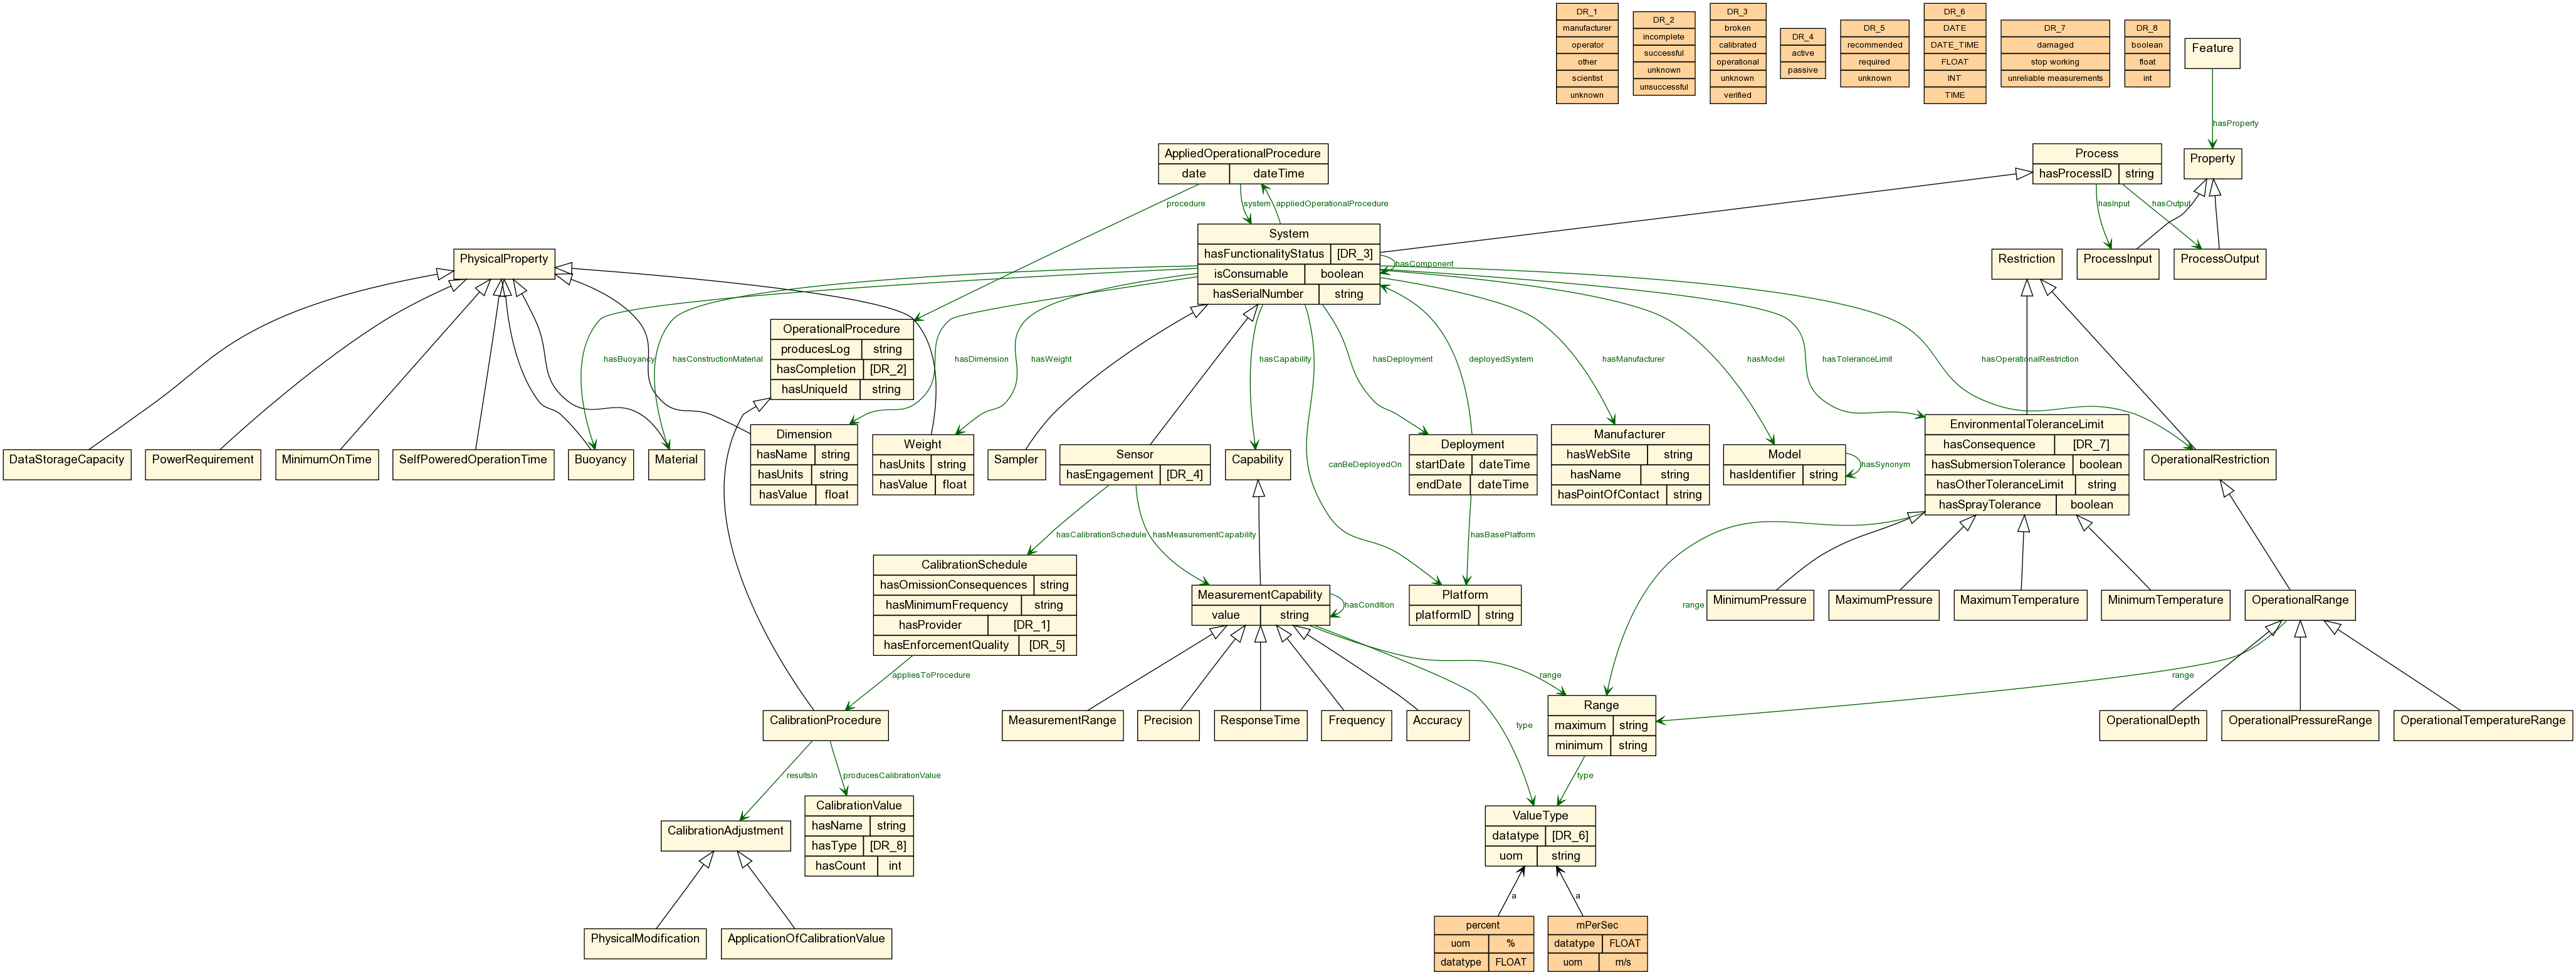 DR_1
manufacturer
operator
other
scientist
unknown
DR_2
incomplete
successful
unknown
unsuccessful
DR_3
broken
calibrated
operational
unknown
verified
DR_4
active
passive
DR_5
recommended
required
unknown
DR_6
DATE
DATE_TIME
FLOAT
INT
TIME
DR_7
damaged
stop working
unreliable measurements
DR_8
boolean
float
int
Feature
hasProperty
AppliedOperationalProcedure
date dateTime
Process
hasProcessID string
Property
procedure
system
appliedOperationalProcedure
hasInput
hasOutput
System
hasFunctionalityStatus [DR_3]
isConsumable boolean
hasSerialNumber string
hasComponent
PhysicalProperty
Restriction
ProcessInput
ProcessOutput
OperationalProcedure
producesLog string
hasCompletion [DR_2]
hasUniqueId string
hasBuoyancy
hasConstructionMaterial
hasDimension
hasWeight
hasCapability
hasDeployment
deployedSystem
hasManufacturer
hasModel
hasToleranceLimit
hasOperationalRestriction
DataStorageCapacity
PowerRequirement
MinimumOnTime
SelfPoweredOperationTime
Buoyancy
Material
Dimension
hasName string
hasUnits string
hasValue float
Weight
hasUnits string
hasValue float
Sampler
Sensor
hasEngagement [DR_4]
Capability
canBeDeployedOn
Deployment
startDate dateTime
endDate dateTime
Manufacturer
hasWebSite string
hasName string
hasPointOfContact string
Model
hasIdentifier string
hasSynonym
EnvironmentalToleranceLimit
hasConsequence [DR_7]
hasSubmersionTolerance boolean
hasOtherToleranceLimit string
hasSprayTolerance boolean
OperationalRestriction
hasCalibrationSchedule
hasMeasurementCapability
hasBasePlatform
CalibrationSchedule
hasOmissionConsequences string
hasMinimumFrequency string
hasProvider [DR_1]
hasEnforcementQuality [DR_5]
MeasurementCapability
value string
hasCondition
Platform
platformID string
range
MinimumPressure
MaximumPressure
MaximumTemperature
MinimumTemperature
OperationalRange
appliesToProcedure
range
range
CalibrationProcedure
MeasurementRange
Precision
ResponseTime
Frequency
Accuracy
type
Range
maximum string
minimum string
OperationalDepth
OperationalPressureRange
OperationalTemperatureRange
resultsIn
producesCalibrationValue
type
CalibrationAdjustment
CalibrationValue
hasName string
hasType [DR_8]
hasCount int
ValueType
datatype [DR_6]
uom string
a
a
PhysicalModification
ApplicationOfCalibrationValue
percent
uom %
datatype FLOAT
mPerSec
datatype FLOAT
uom m/s